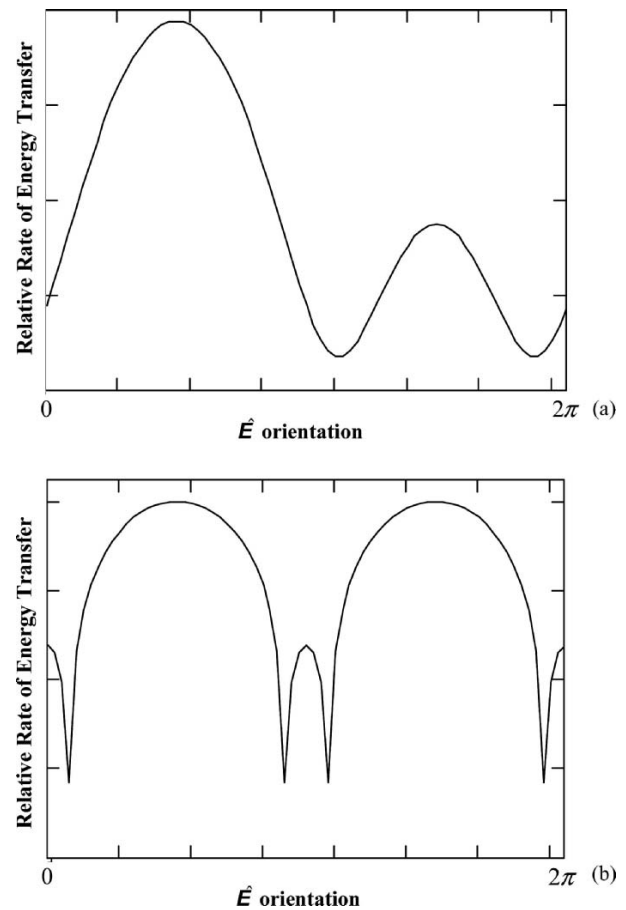 Relative Rate of Energy Transfer
0
2π
(a)
Ê orientation
Relative Rate of Energy Transfer
0
2π
(b)
Ê orientation